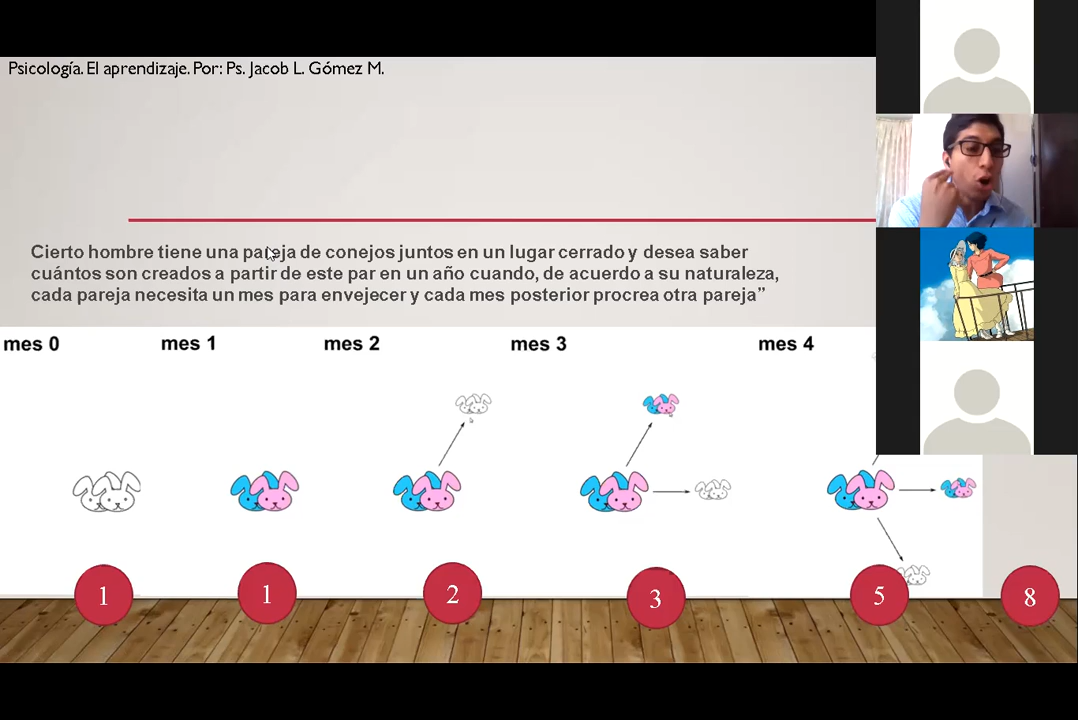 Psicología. El aprendizaje. Por: Ps. Jacob L. Gómez M.
Cierto hombre tiene una pareja de conejos juntos en un lugar cerrado y desea saber
cuántos son creados a partir de este par en un año cuando, de acuerdo a su naturaleza,
cada pareja necesita un mes para envejecer y cada mes posterior procrea otra pareja”
mes 0 mes 1 mes 2 mes 3 mes 4
1 1 2 3 5 8